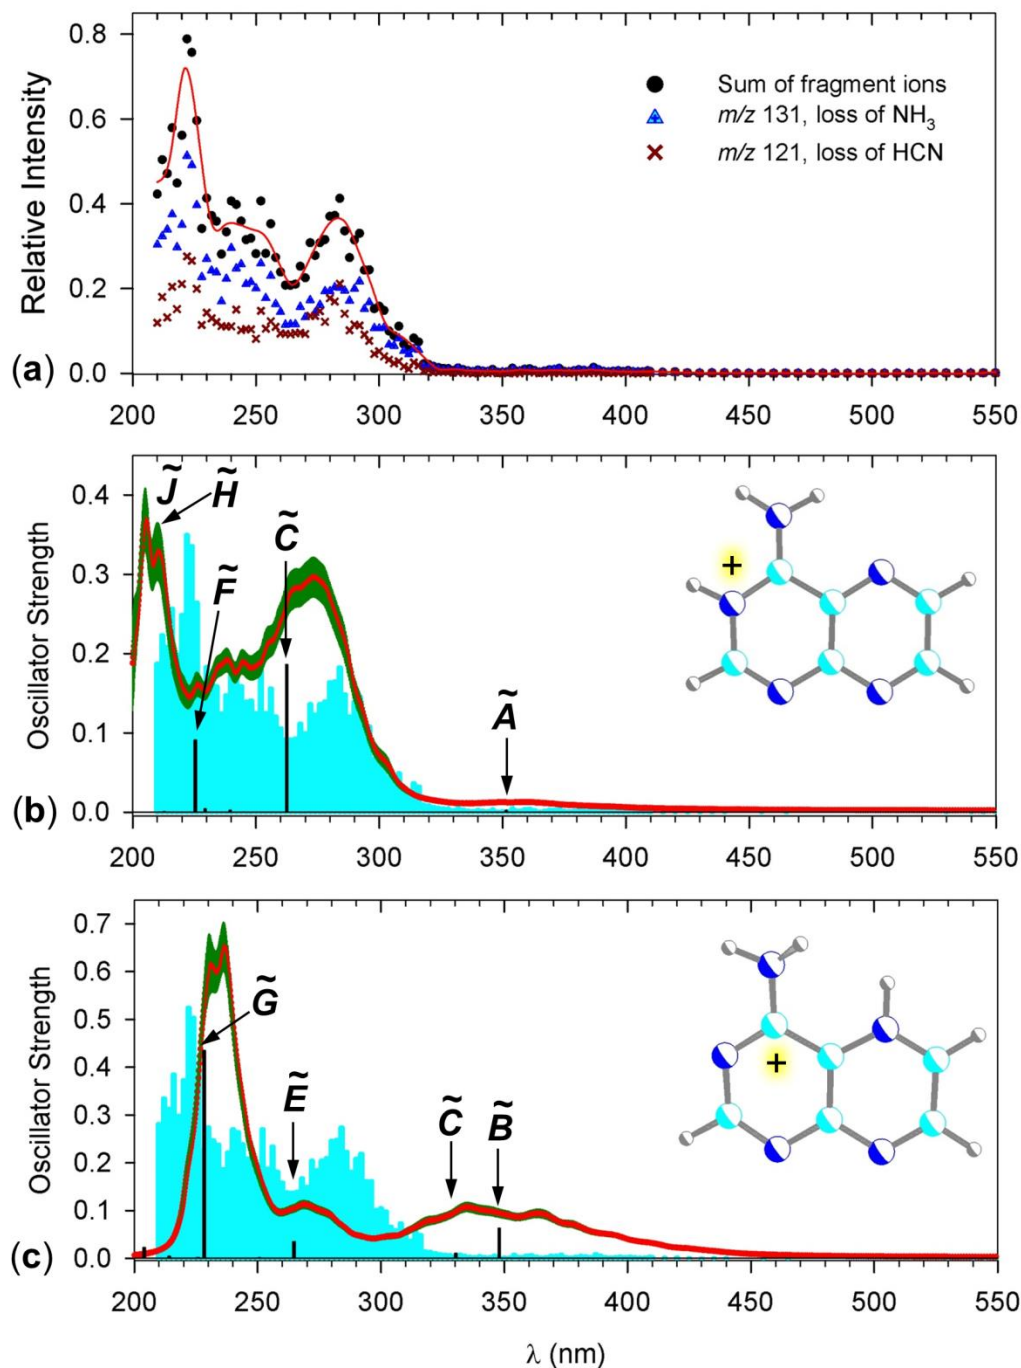 0.8
0.6
0.4
0.2
0.0
Relative Intensity
Sum of fragment ions
m/z 131, loss of NH3
m/z 121, loss of HCN
(a)
200 250 300 350 400 450 500 550
0.4
0.3
0.2
0.1
0.0
Oscillator Strength
J̃ H̃
F̃
C̃
Ã
+
(b)
200 250 300 350 400 450 500 550
0.7
0.6
0.5
0.4
0.3
0.2
0.1
0.0
Oscillator Strength
G̃
Ẽ
C̃ B̃
+
(c)
200 250 300 350 400 450 500 550
λ (nm)